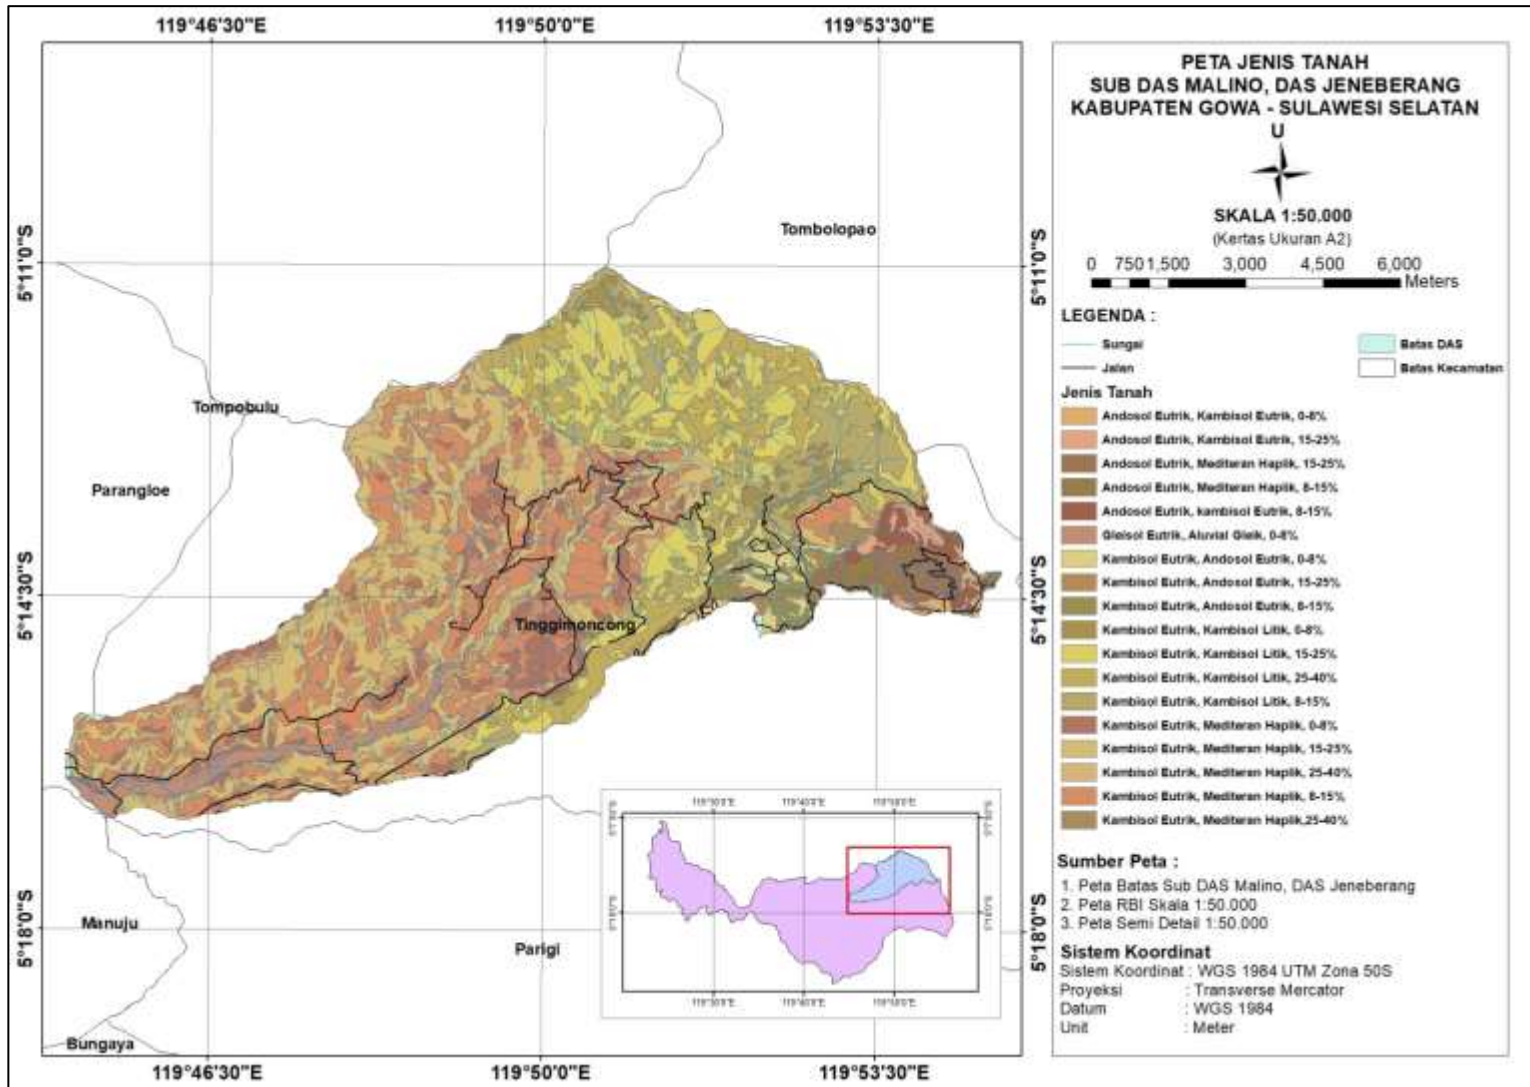 119°46'30"E
119°50'0"E
119°53'30"E
5°11'0"S
5°11'0"S
Tombolopao
Tompobulu
Parangloe
5°14'30"S
5°14'30"S
Tinggimoncong
5°18'0"S
5°18'0"S
Manuju
Parigi
Bungaya
119°46'30"E
119°50'0"E
119°53'30"E
PETA JENIS TANAH
SUB DAS MALINO, DAS JENEBERANG
KABUPATEN GOWA - SULAWESI SELATAN
U
SKALA 1:50.000
(Kertas Ukuran A2)
0 750 1,500 3,000 4,500 6,000
Meters
LEGENDA :
Sungai
Jalan
Batas DAS
Batas Kecamatan
Jenis Tanah
Andosol Eutrik, Kambisol Eutrik, 0-8%
Andosol Eutrik, Kambisol Eutrik, 15-25%
Andosol Eutrik, Mediteran Haplik, 15-25%
Andosol Eutrik, Mediteran Haplik, 8-15%
Andosol Eutrik, kambisol Eutrik, 8-15%
Gleisol Eutrik, Aluvial Gleik, 0-8%
Kambisol Eutrik, Andosol Eutrik, 0-8%
Kambisol Eutrik, Andosol Eutrik, 15-25%
Kambisol Eutrik, Andosol Eutrik, 8-15%
Kambisol Eutrik, Kambisol Litik, 0-8%
Kambisol Eutrik, Kambisol Litik, 15-25%
Kambisol Eutrik, Kambisol Litik, 25-40%
Kambisol Eutrik, Kambisol Litik, 8-15%
Kambisol Eutrik, Mediteran Haplik, 0-8%
Kambisol Eutrik, Mediteran Haplik, 15-25%
Kambisol Eutrik, Mediteran Haplik, 25-40%
Kambisol Eutrik, Mediteran Haplik, 8-15%
Kambisol Eutrik, Mediteran Haplik,25-40%
Sumber Peta :
1. Peta Batas Sub DAS Malino, DAS Jeneberang
2. Peta RBI Skala 1:50.000
3. Peta Semi Detail 1:50.000
Sistem Koordinat
Sistem Koordinat : WGS 1984 UTM Zona 50S
Proyeksi : Transverse Mercator
Datum : WGS 1984
Unit : Meter